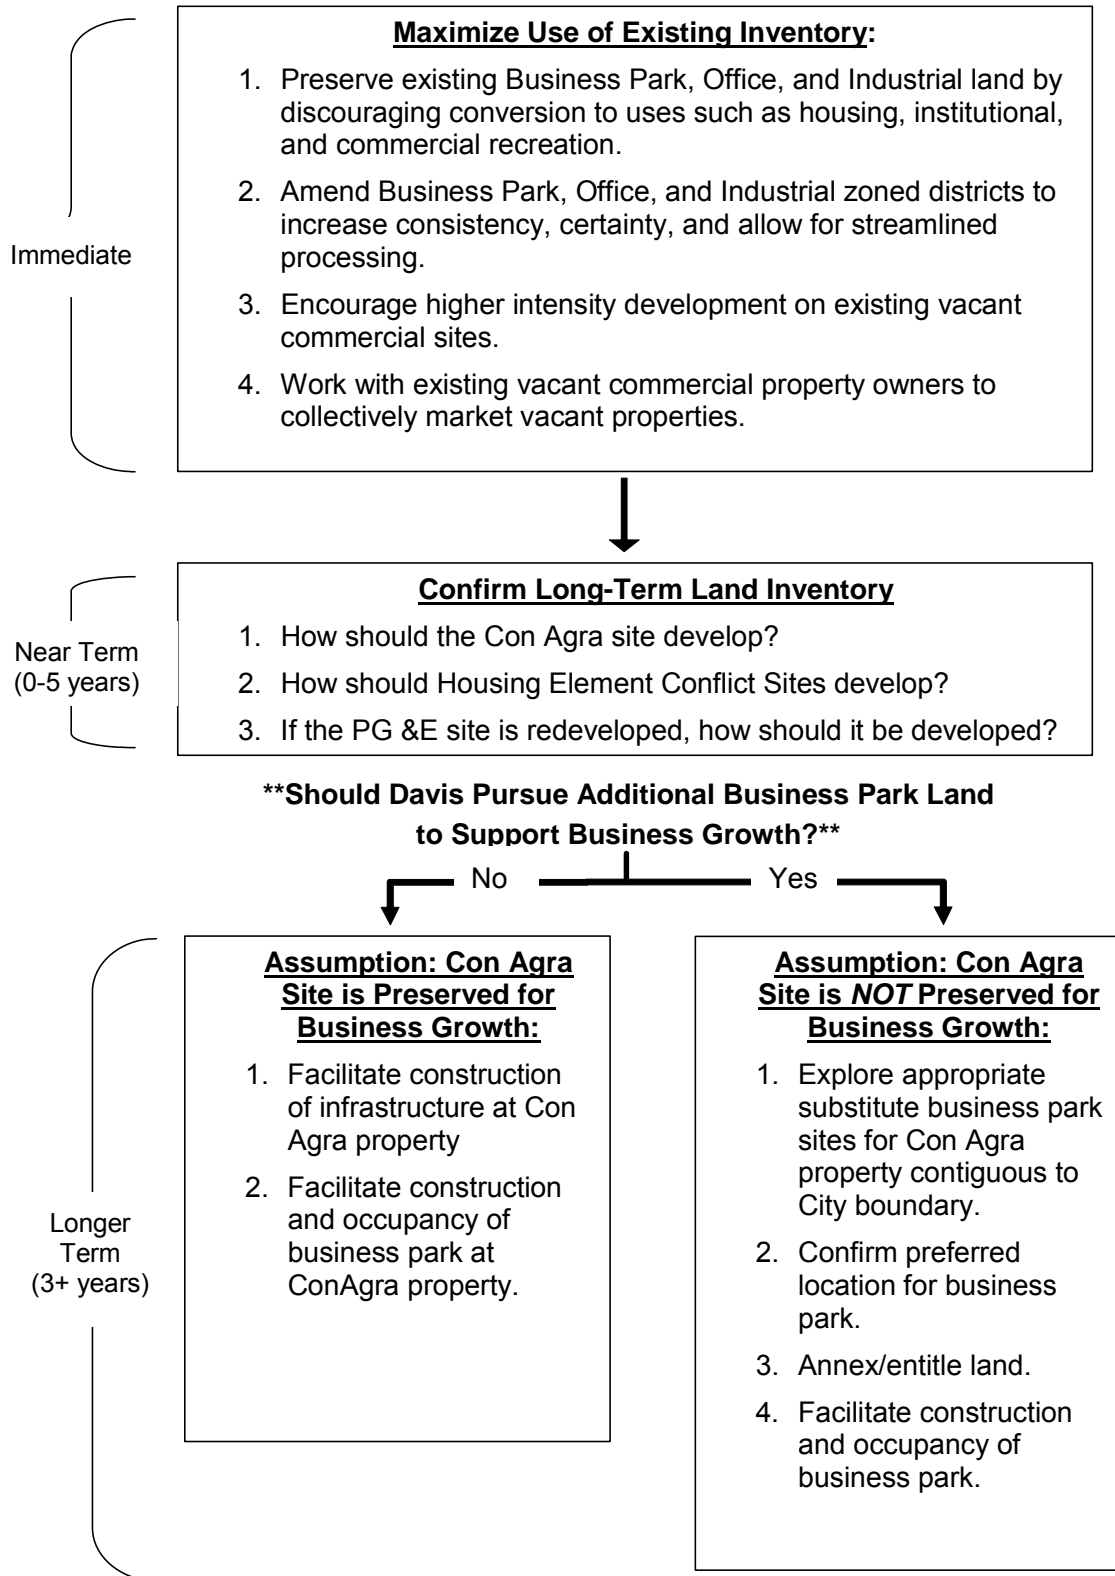 Maximize Use of Existing Inventory:
1. Preserve existing Business Park, Office, and Industrial land by
discouraging conversion to uses such as housing, institutional,
and commercial recreation.
2. Amend Business Park, Office, and Industrial zoned districts to
increase consistency, certainty, and allow for streamlined
processing.
3. Encourage higher intensity development on existing vacant
commercial sites.
4. Work with existing vacant commercial property owners to
collectively market vacant properties.
Immediate
Confirm Long-Term Land Inventory
1. How should the Con Agra site develop?
2. How should Housing Element Conflict Sites develop?
3. If the PG &E site is redeveloped, how should it be developed?
Near Term
(0-5 years)
**Should Davis Pursue Additional Business Park Land
to Support Business Growth?**
No
Yes
Assumption: Con Agra
Site is Preserved for
Business Growth:
1. Facilitate construction
of infrastructure at Con
Agra property
2. Facilitate construction
and occupancy of
business park at
ConAgra property.
Assumption: Con Agra
Site is NOT Preserved for
Business Growth:
1. Explore appropriate
substitute business park
sites for Con Agra
property contiguous to
City boundary.
2. Confirm preferred
location for business
park.
3. Annex/entitle land.
4. Facilitate construction
and occupancy of
business park.
Longer
Term
(3+ years)